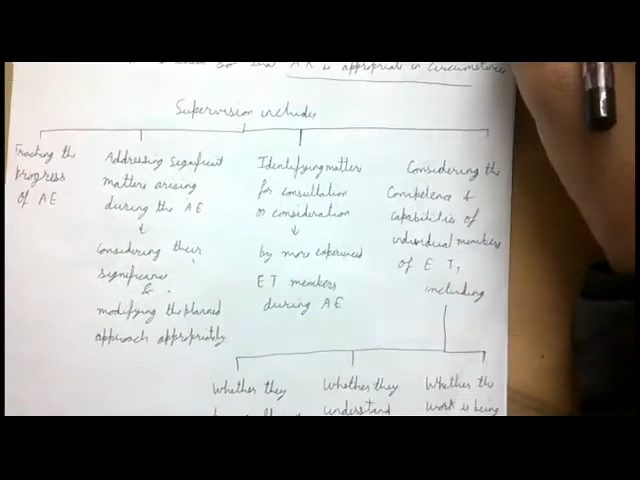 that AR is appropriate in circumstances
Supervision includes
Tracking the
progress
of AE
Addressing Significant
matters arising
during the AE
&
considering their
significance
&
modifying the planned
approach appropriately
Identifying matters
for consultation
or consideration
↓
by more experienced
ET members
during AE
Considering the
Competence &
capabilities of
individual members
of E T,
including
Whether they
Whether they
understand
Whether the
work is being